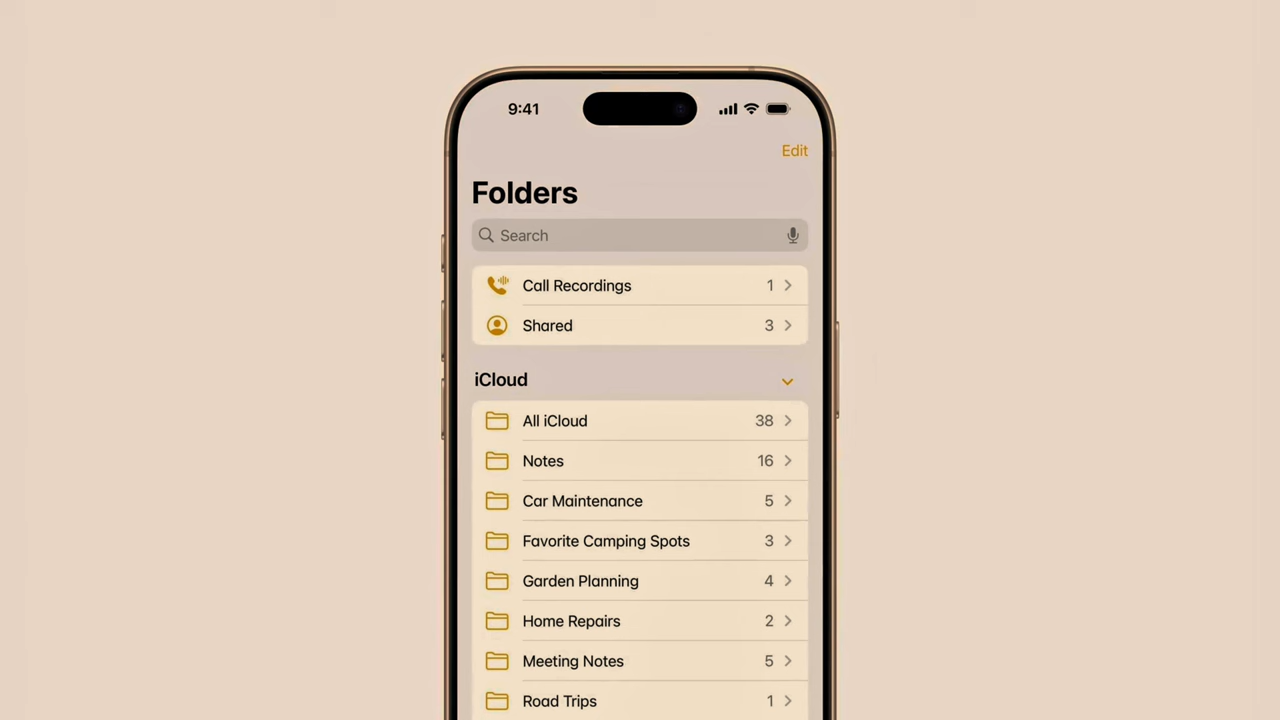 9:41
Edit
Folders
Search
Call Recordings 1
Shared 3
iCloud
All iCloud 38
Notes 16
Car Maintenance 5
Favorite Camping Spots 3
Garden Planning 4
Home Repairs 2
Meeting Notes 5
Road Trips 1